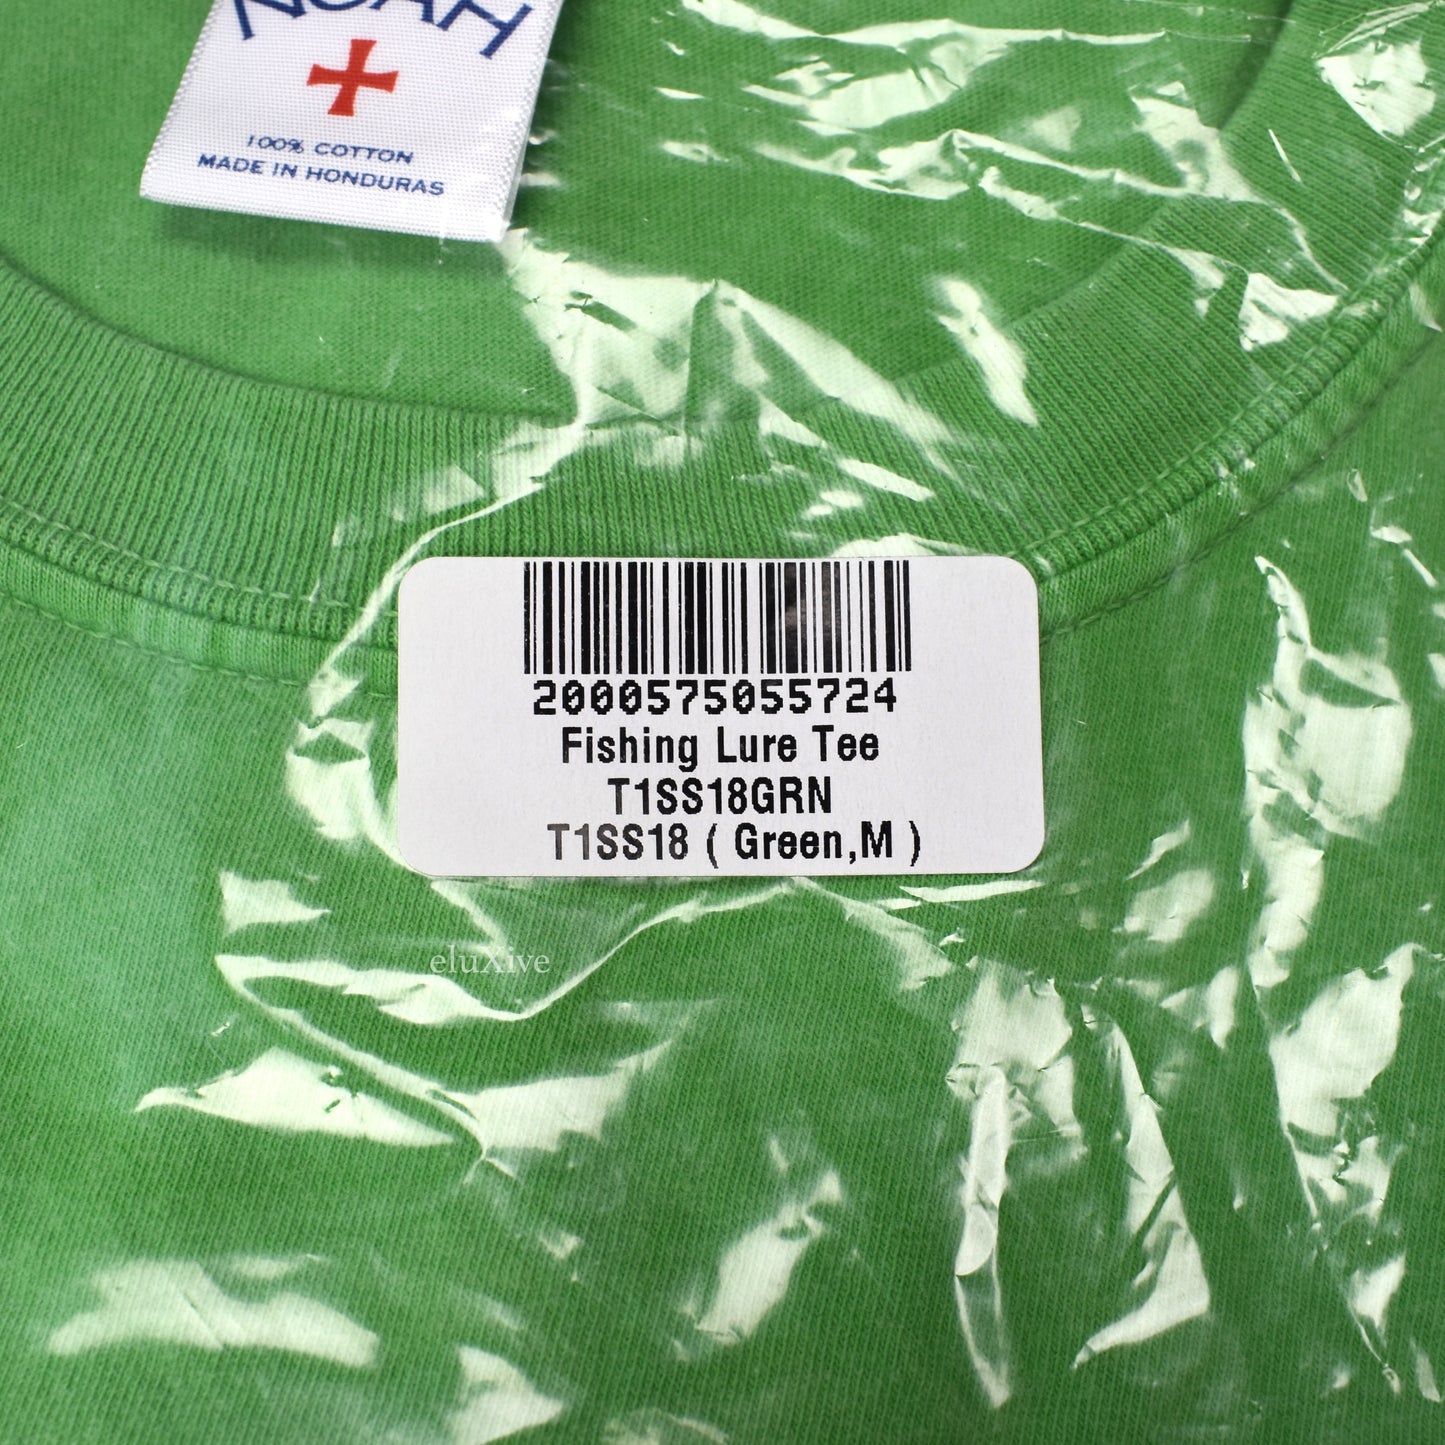 NOAH
100% COTTON
MADE IN HONDURAS
2000575055724
Fishing Lure Tee
T1SS18GRN
T1SS18 ( Green,M )
eluXive